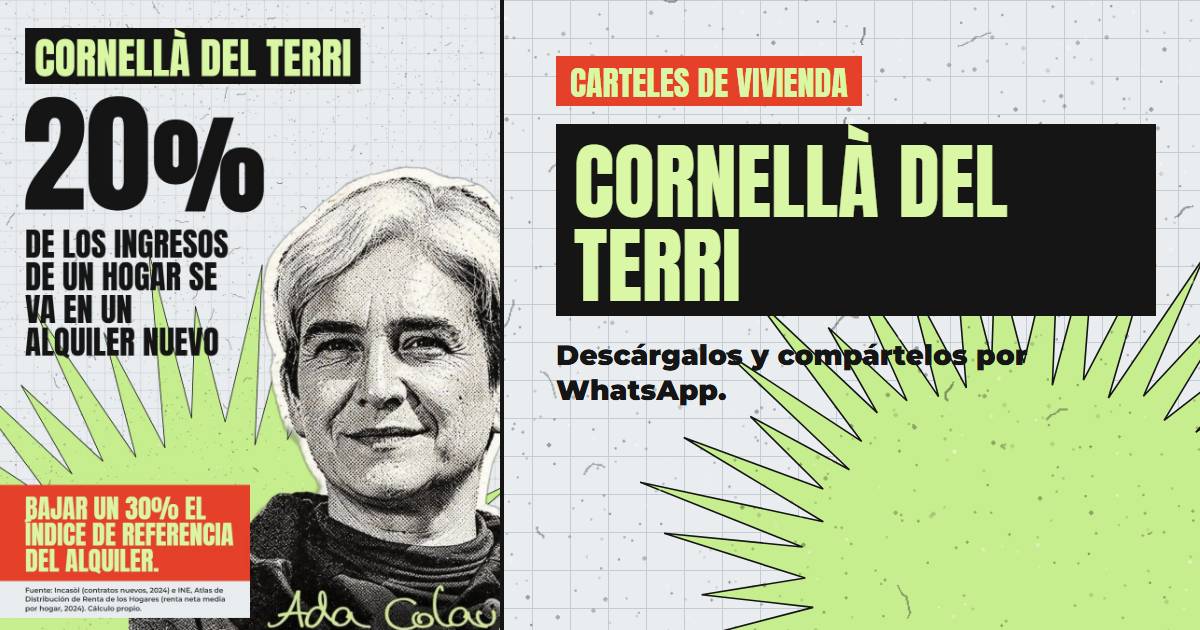 CORNELLÀ DEL TERRI
20%
DE LOS INGRESOS
DE UN HOGAR SE
VA EN UN
ALQUILER NUEVO
BAJAR UN 30% EL
ÍNDICE DE REFERENCIA
DEL ALQUILER.
Fuente: Incasòl (contratos nuevos, 2024) e INE, Atlas de
Distribución de Renta de los Hogares (renta neta media
por hogar, 2024). Cálculo propio.
Ada Colau
CARTELES DE VIVIENDA
CORNELLÀ DEL
TERRI
Descárgalos y compártelos por
WhatsApp.